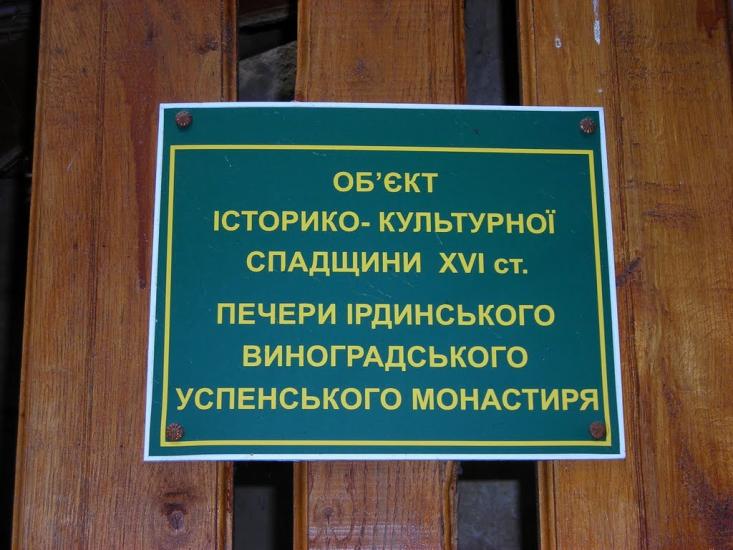 ОБ’ЄКТ
ІСТОРИКО- КУЛЬТУРНОЇ
СПАДЩИНИ XVI ст.
ПЕЧЕРИ ІРДИНСЬКОГО
ВИНОГРАДСЬКОГО
УСПЕНСЬКОГО МОНАСТИРЯ